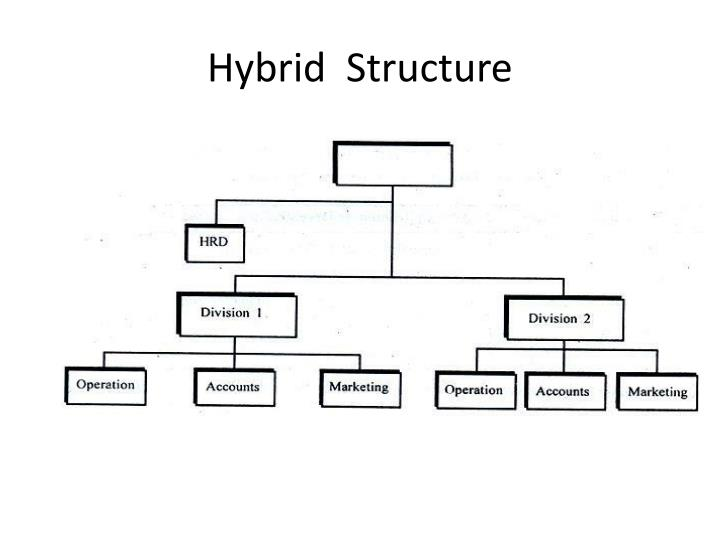 Hybrid Structure
HRD
Division 1
Division 2
Operation
Accounts
Marketing
Operation
Accounts
Marketing